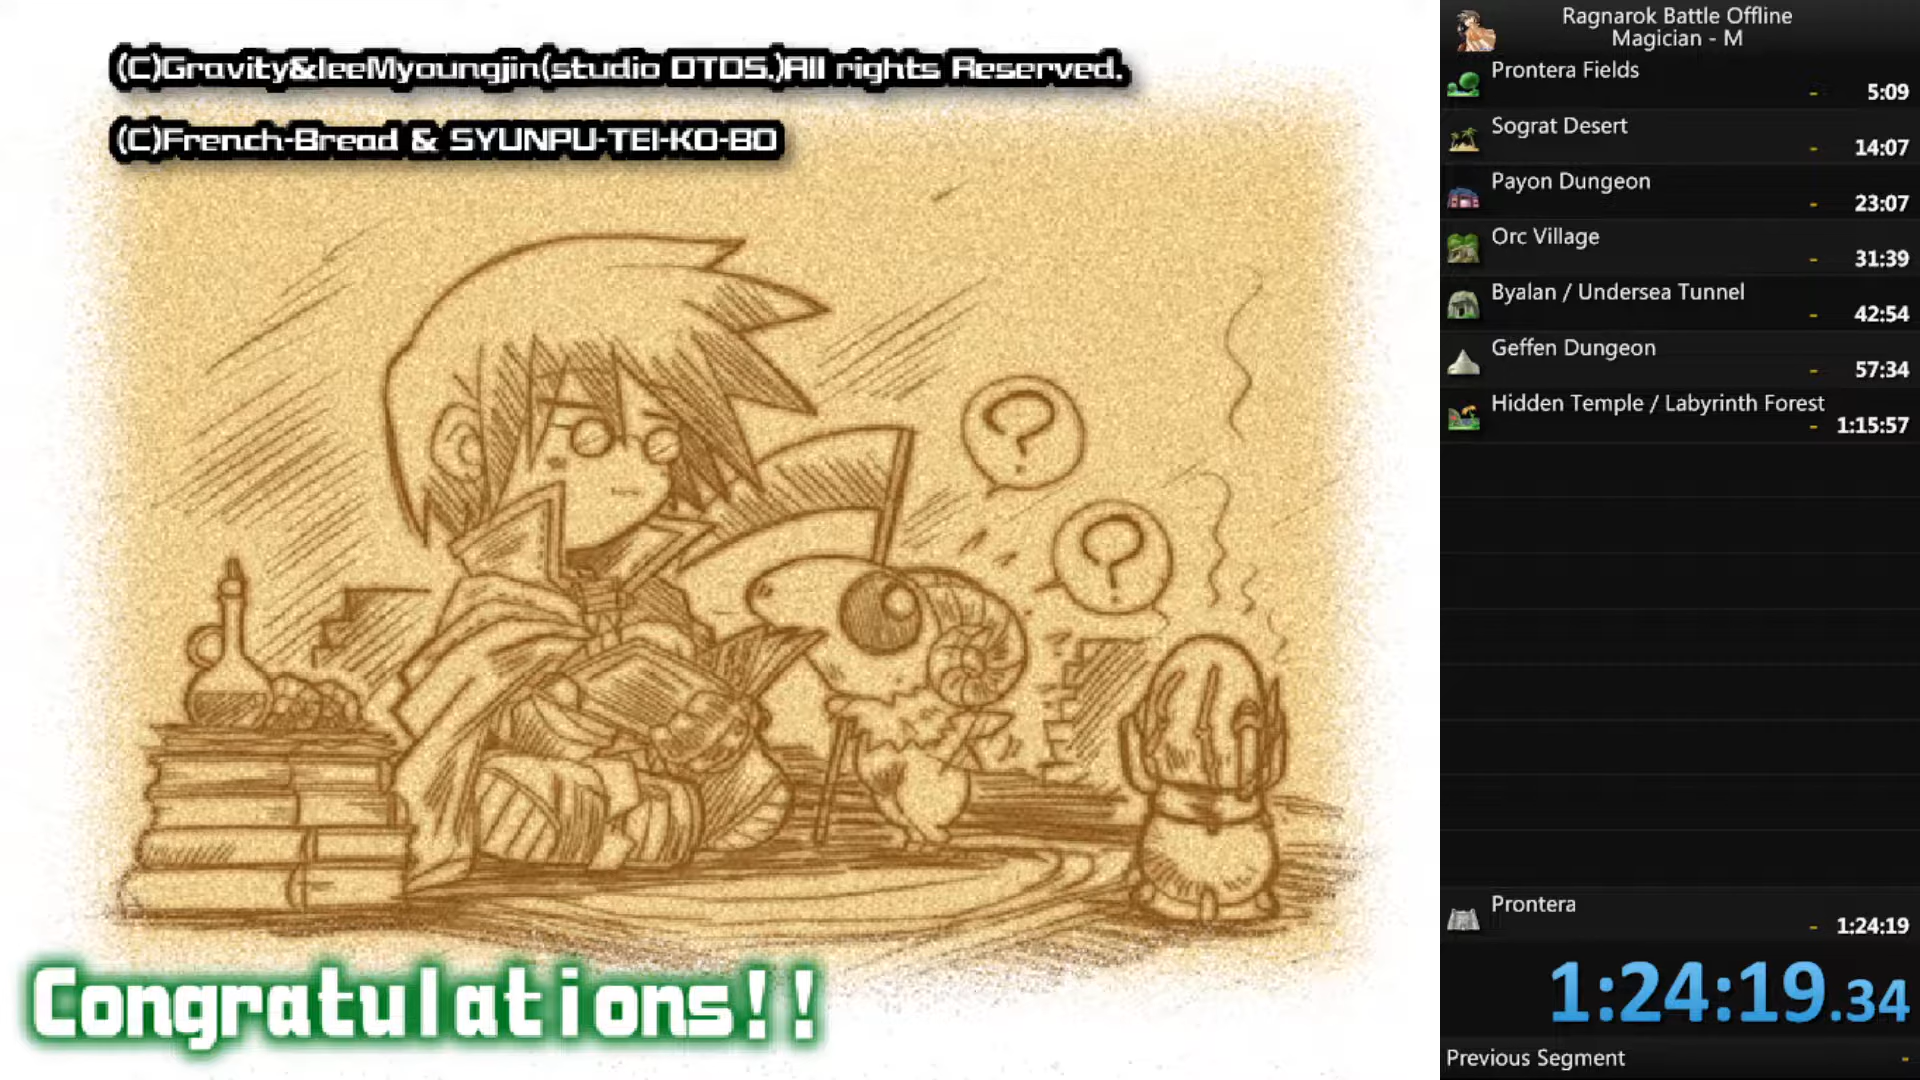 (C)Gravity&leeMyoungjin(studio DTDS.)All rights Reserved.
(C)French-Bread & SYUNPU-TEI-KO-BO
?
?
Congratulations!!
Ragnarok Battle Offline
Magician - M
Prontera Fields
- 5:09
Sograt Desert
- 14:07
Payon Dungeon
- 23:07
Orc Village
- 31:39
Byalan / Undersea Tunnel
- 42:54
Geffen Dungeon
- 57:34
Hidden Temple / Labyrinth Forest
- 1:15:57
Prontera
- 1:24:19
1:24:19.34
Previous Segment -